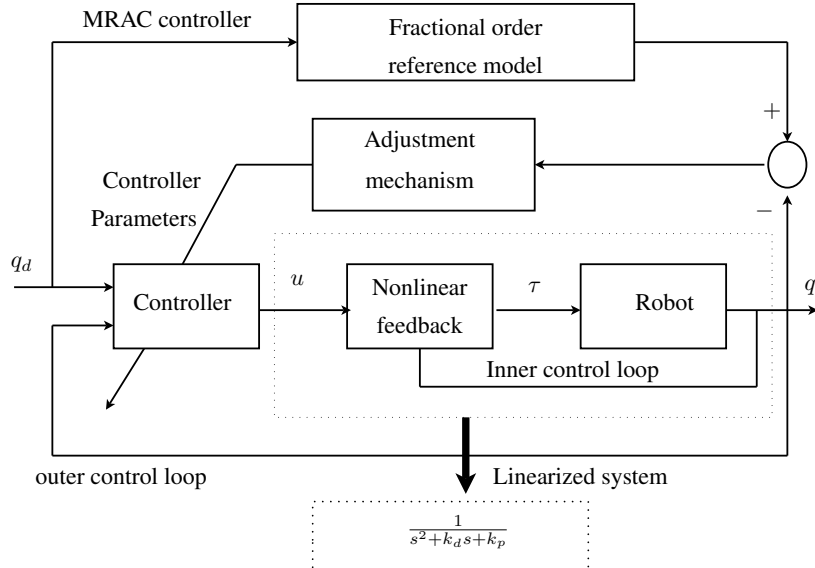 MRAC controller
Fractional order
reference model
+
Adjustment
mechanism
Controller
Parameters
−
q_d
Controller
u
Nonlinear
feedback
τ
Robot
q
Inner control loop
outer control loop
Linearized system
\frac{1}{s^2+k_d s+k_p}